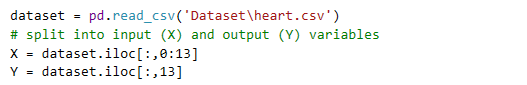 dataset = pd.read_csv('Dataset\heart.csv')
# split into input (X) and output (Y) variables
X = dataset.iloc[:,0:13]
Y = dataset.iloc[:,13]